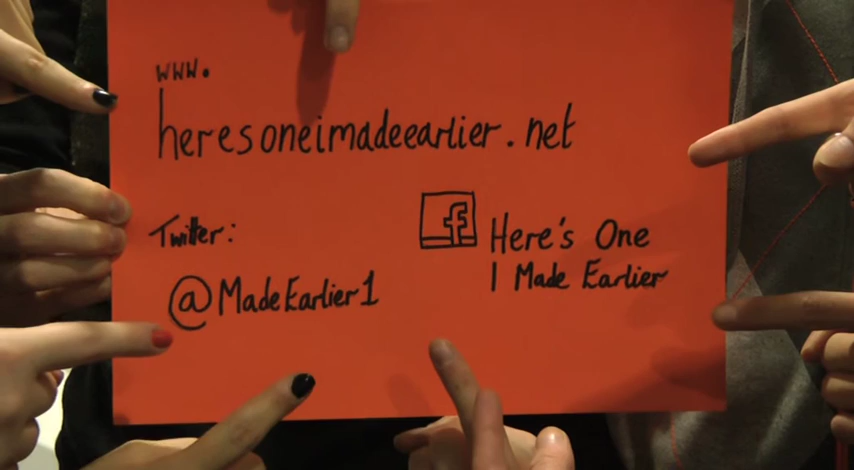 www.
heresoneimadeearlier.net
Twitter:
@MadeEarlier1
f Here's One
I Made Earlier